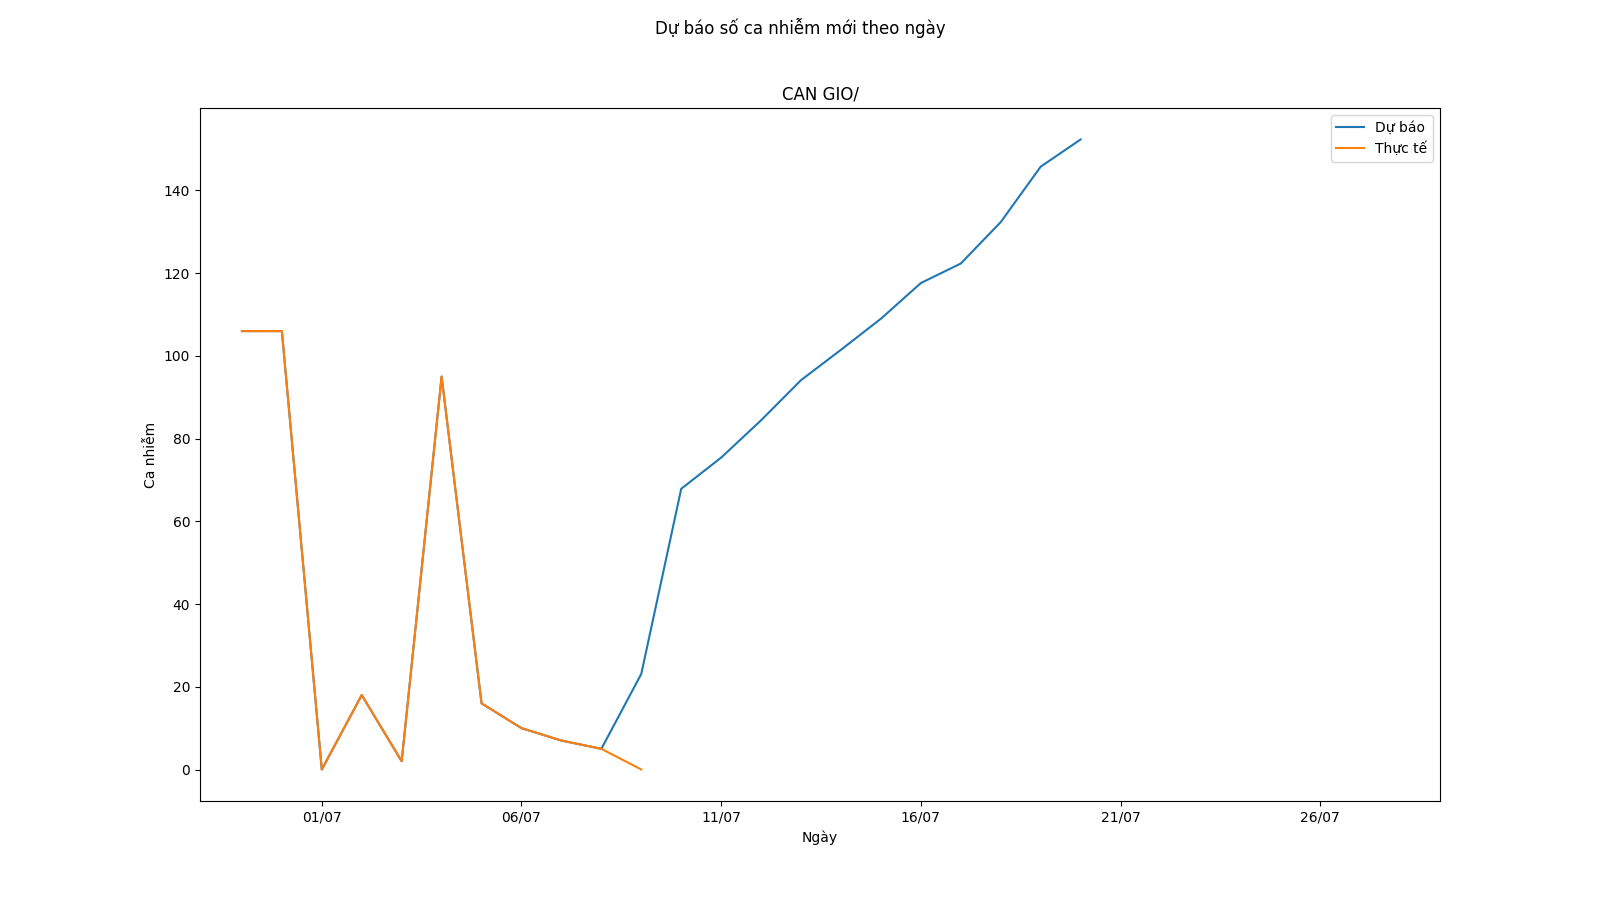 Dự báo số ca nhiễm mới theo ngày
CAN GIO/
Dự báo
Thực tế
140
120
100
80
60
40
20
0
Ca nhiễm
01/07
06/07
11/07
16/07
21/07
26/07
Ngày